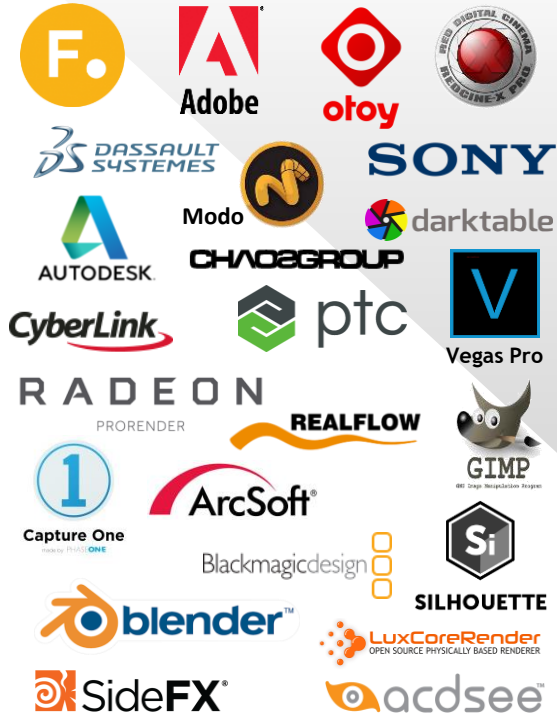 F.
Adobe
otoy
RED DIGITAL CINEMA
REDCINE-X PRO
DASSAULT
SYSTEMES
SONY
Modo
darktable
AUTODESK
CHAOSGROUP
CyberLink
ptc
V
Vegas Pro
RADEON
PRORENDER
REALFLOW
GIMP
GNU Image Manipulation Program
1
Capture One
made by PHASEONE
ArcSoft®
Blackmagicdesign
Si
SILHOUETTE
blender™
LuxCoreRender
OPEN SOURCE PHYSICALLY BASED RENDERER
SideFX®
acdsee™